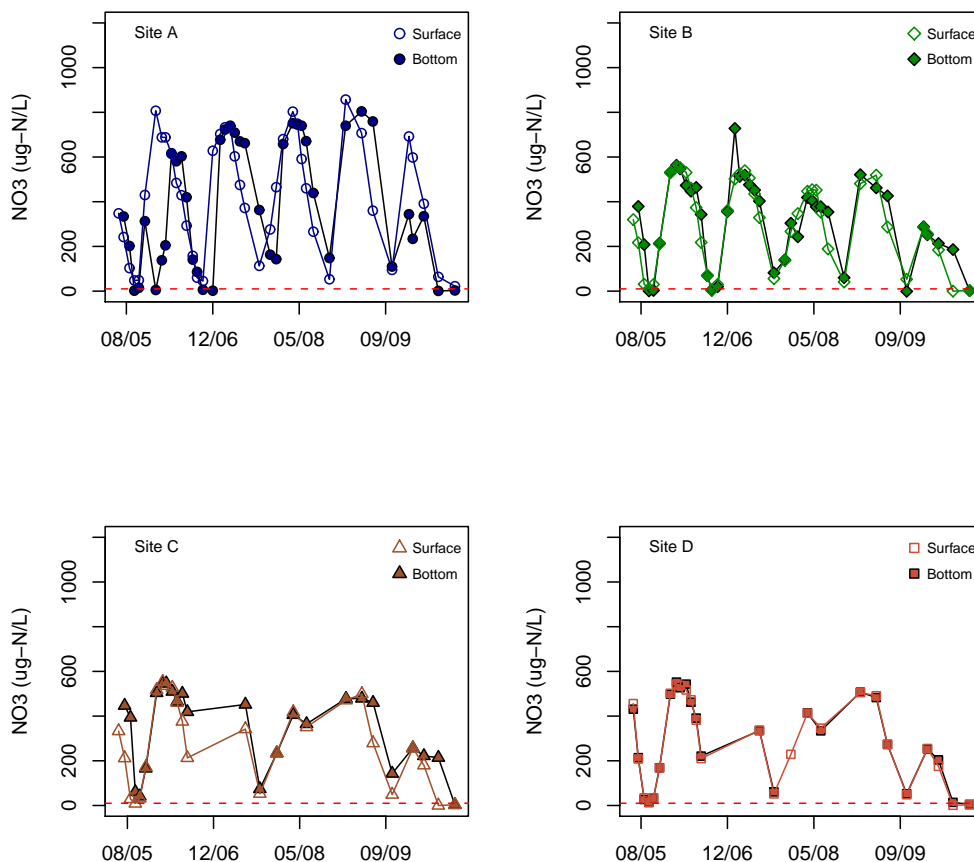 Site A
Surface
Bottom
NO3 (ug−N/L)
0
200
600
1000
08/05
12/06
05/08
09/09
Site B
Surface
Bottom
NO3 (ug−N/L)
0
200
600
1000
08/05
12/06
05/08
09/09
Site C
Surface
Bottom
NO3 (ug−N/L)
0
200
600
1000
08/05
12/06
05/08
09/09
Site D
Surface
Bottom
NO3 (ug−N/L)
0
200
600
1000
08/05
12/06
05/08
09/09